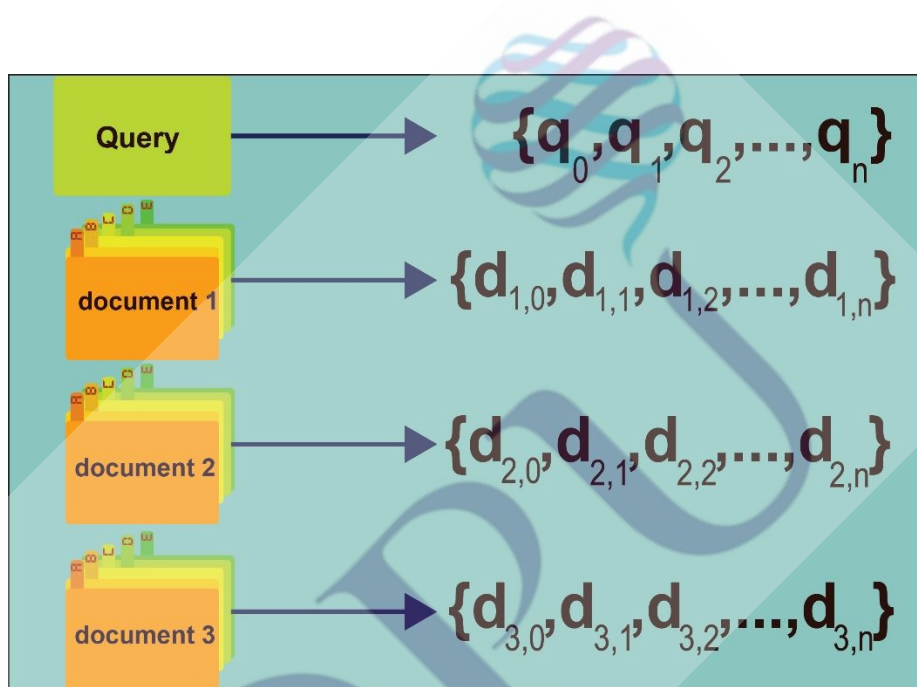 Query {q₀,q₁,q₂,...,qₙ}
A B C D E
document 1 {d₁,₀,d₁,₁,d₁,₂,...,d₁,ₙ}
A B C D E
document 2 {d₂,₀,d₂,₁,d₂,₂,...,d₂,ₙ}
A B C D E
document 3 {d₃,₀,d₃,₁,d₃,₂,...,d₃,ₙ}
PU